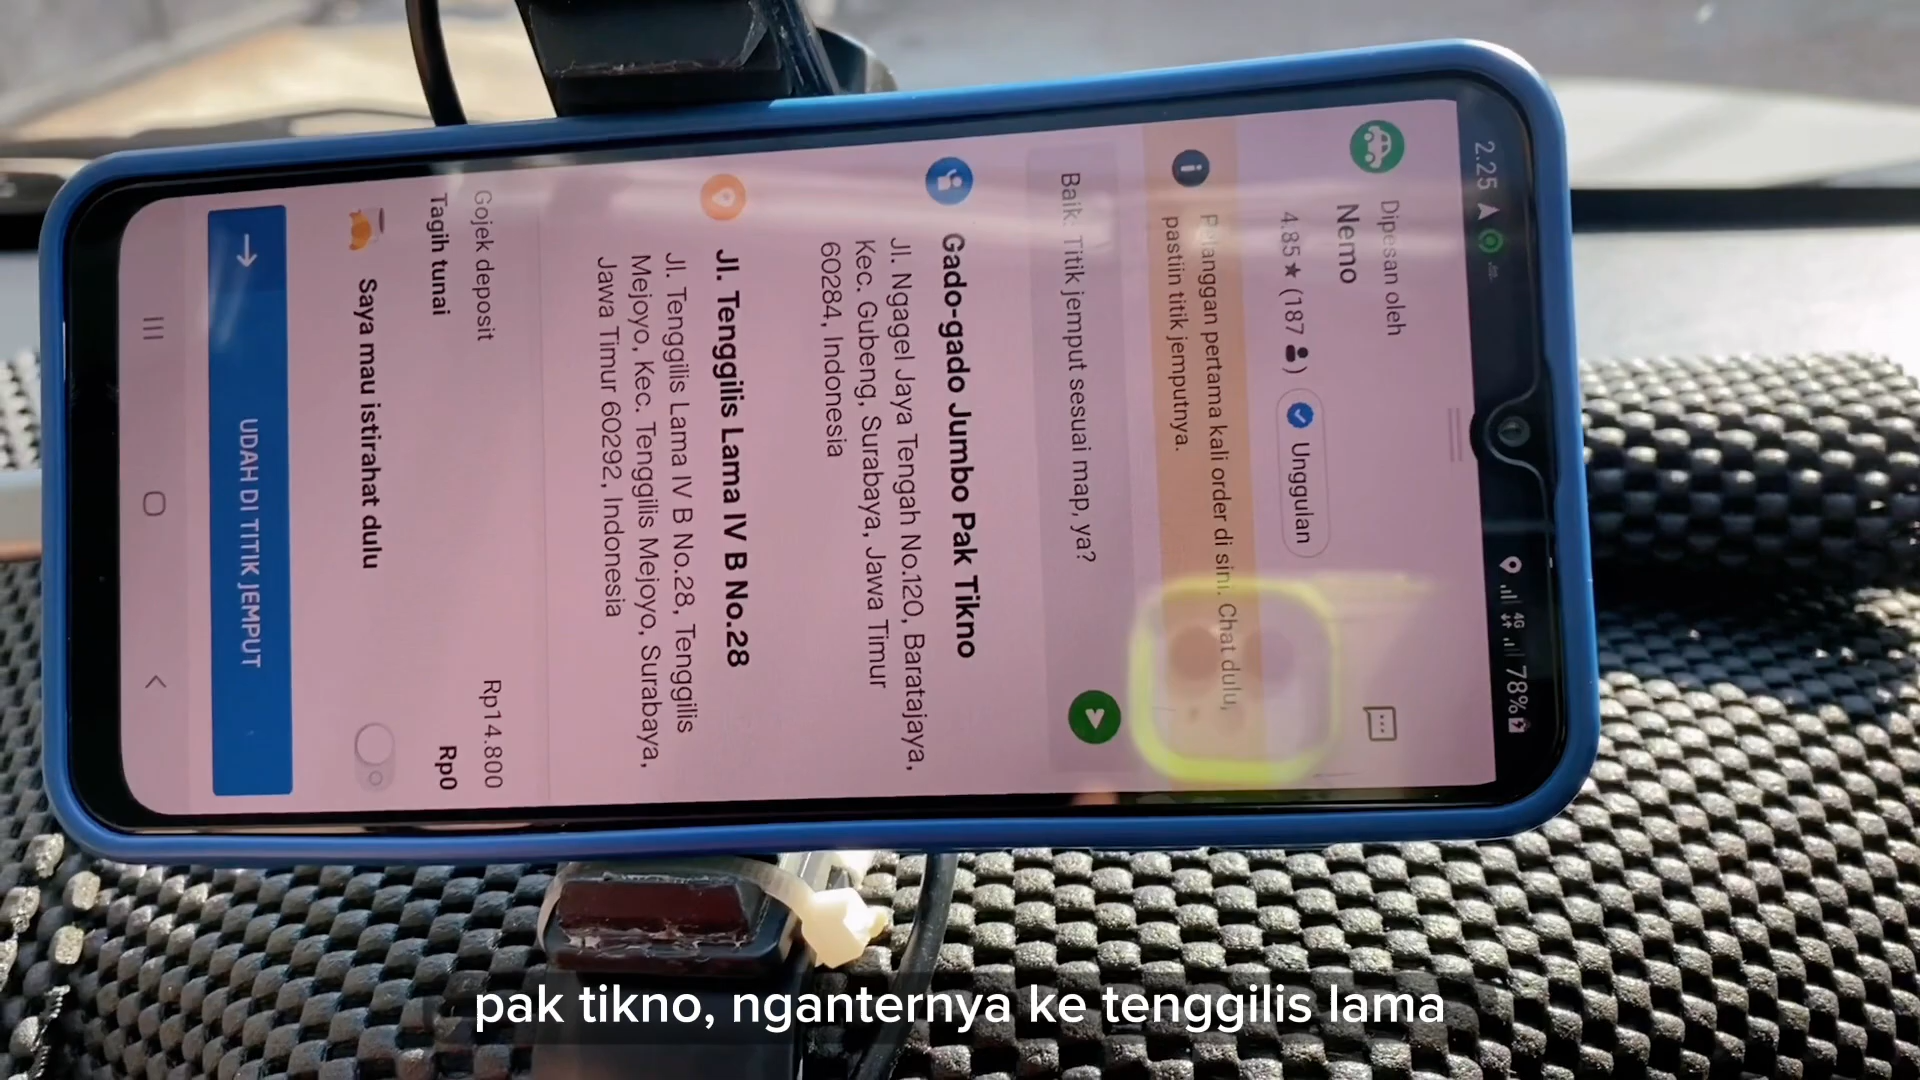 2.25
4G
78%
Dipesan oleh
Nemo
4.85★ (187)
Unggulan
Pelanggan pertama kali order di sini. Chat dulu,
pastiin titik jemputnya.
Baik. Titik jemput sesuai map, ya?
Gado-gado Jumbo Pak Tikno
Jl. Ngagel Jaya Tengah No.120, Baratajaya,
Kec. Gubeng, Surabaya, Jawa Timur
60284, Indonesia
Jl. Tenggilis Lama IV B No.28
Jl. Tenggilis Lama IV B No.28, Tenggilis
Mejoyo, Kec. Tenggilis Mejoyo, Surabaya,
Jawa Timur 60292, Indonesia
Gojek deposit Rp14.800
Tagih tunai Rp0
Saya mau istirahat dulu
UDAH DI TITIK JEMPUT
pak tikno, nganternya ke tenggilis lama